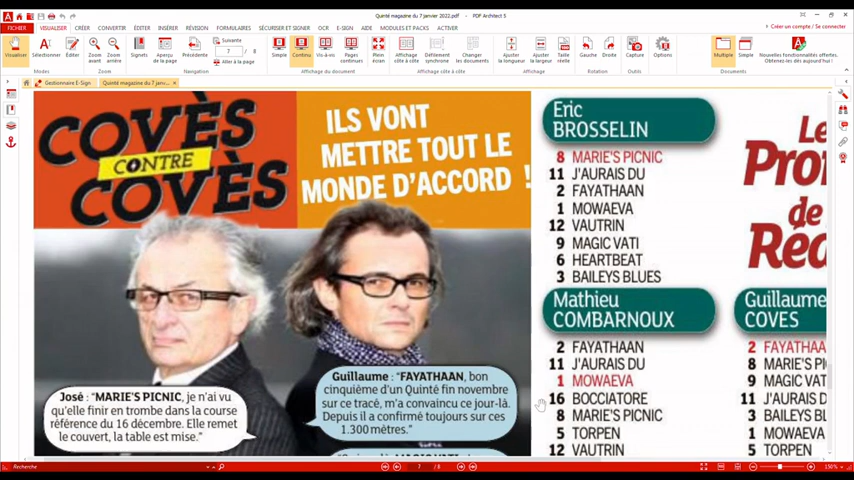 Quinté magazine du 7 janvier 2022.pdf - PDF Architect 5
FICHIER VISUALISER CRÉER CONVERTIR ÉDITER INSÉRER RÉVISION FORMULAIRES SÉCURISER ET SIGNER OCR E-SIGN AIDE MODULES ET PACKS ACTIVER
Créer un compte / Se connecter
Visualiser Sélectionner Éditer Zoom avant Zoom arrière Signets Aperçu de la page Précédente Suivante 7 / 8 Aller à la page Simple Continu Vis-à-vis Pages continues Plein écran Afficher côte à côte Défilement synchrone Changer les documents Ajuster la longueur Ajuster la largeur Taille réelle Gauche Droite Capture Options Multiple Simple Nouvelles fonctionnalités offertes. Obtenez-les dès aujourd'hui !
Modes Zoom Navigation Affichage du document Affichage côte à côte Affichage Rotation Outils Documents
Gestionnaire E-Sign Quinté magazine du 7 janv...
COVÈS
CONTRE
COVÈS
ILS VONT
METTRE TOUT LE
MONDE D'ACCORD !
José : “MARIE'S PICNIC, je n'ai vu
qu'elle finir en trombe dans la course
référence du 16 décembre. Elle remet
le couvert, la table est mise.”
Guillaume : “FAYATHAAN, bon
cinquième d'un Quinté fin novembre
sur ce tracé, m'a convaincu ce jour-là.
Depuis il a confirmé toujours sur ces
1.300 mètres.”
Eric
BROSSELIN
8 MARIE'S PICNIC
11 J'AURAIS DU
2 FAYATHAAN
1 MOWAEVA
12 VAUTRIN
9 MAGIC VATI
6 HEARTBEAT
3 BAILEYS BLUES
Mathieu
COMBARNOUX
2 FAYATHAAN
11 J'AURAIS DU
1 MOWAEVA
16 BOCCIATORE
8 MARIE'S PICNIC
5 TORPEN
12 VAUTRIN
Le
Pro
de
Ré
Guillaume
COVES
2 FAYATHAA
8 MARIE'S PI
9 MAGIC VAT
11 J'AURAIS D
3 BAILEYS BL
1 MOWAEVA
5 TORPEN
Recherche
7 / 8
200%